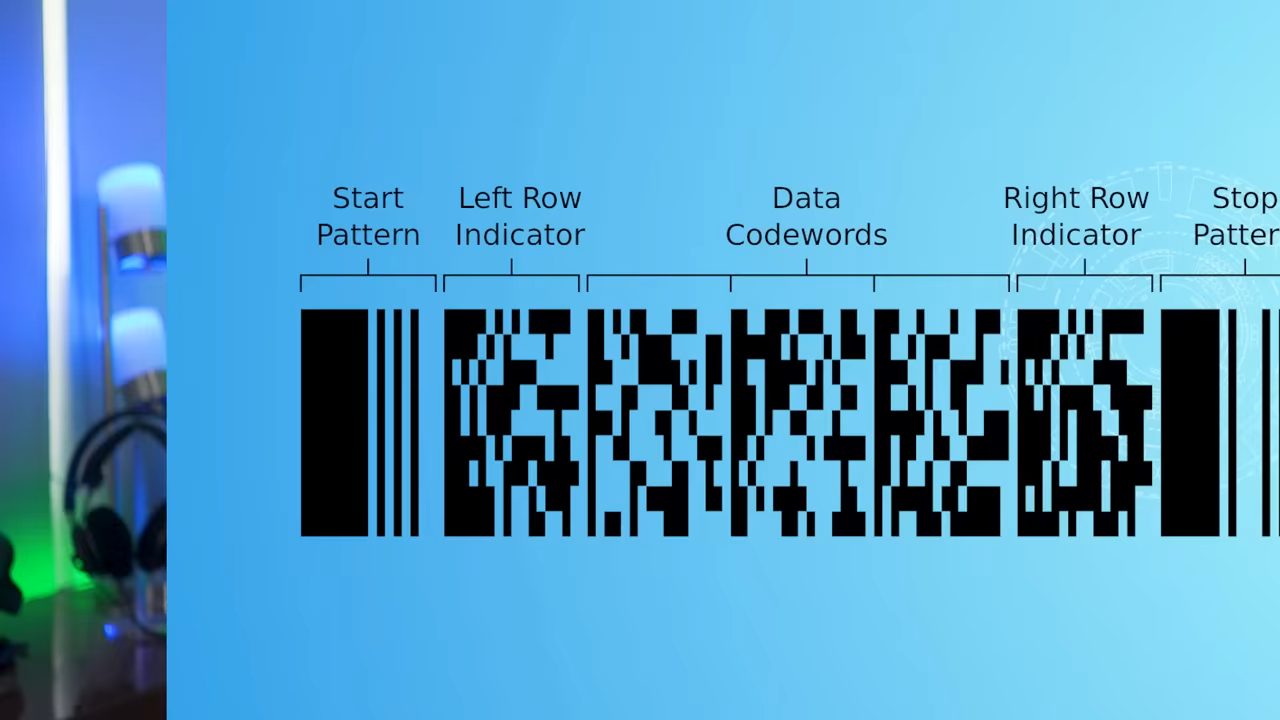 Start
Pattern
Left Row
Indicator
Data
Codewords
Right Row
Indicator
Stop